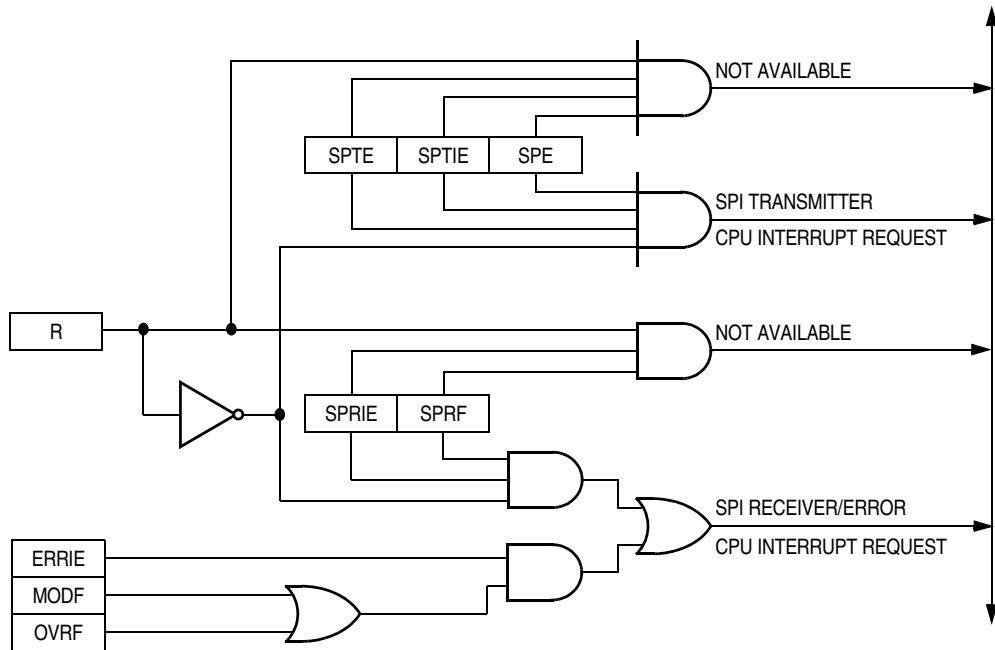 NOT AVAILABLE
SPTE SPTIE SPE
SPI TRANSMITTER
CPU INTERRUPT REQUEST
R
NOT AVAILABLE
SPRIE SPRF
SPI RECEIVER/ERROR
CPU INTERRUPT REQUEST
ERRIE
MODF
OVRF